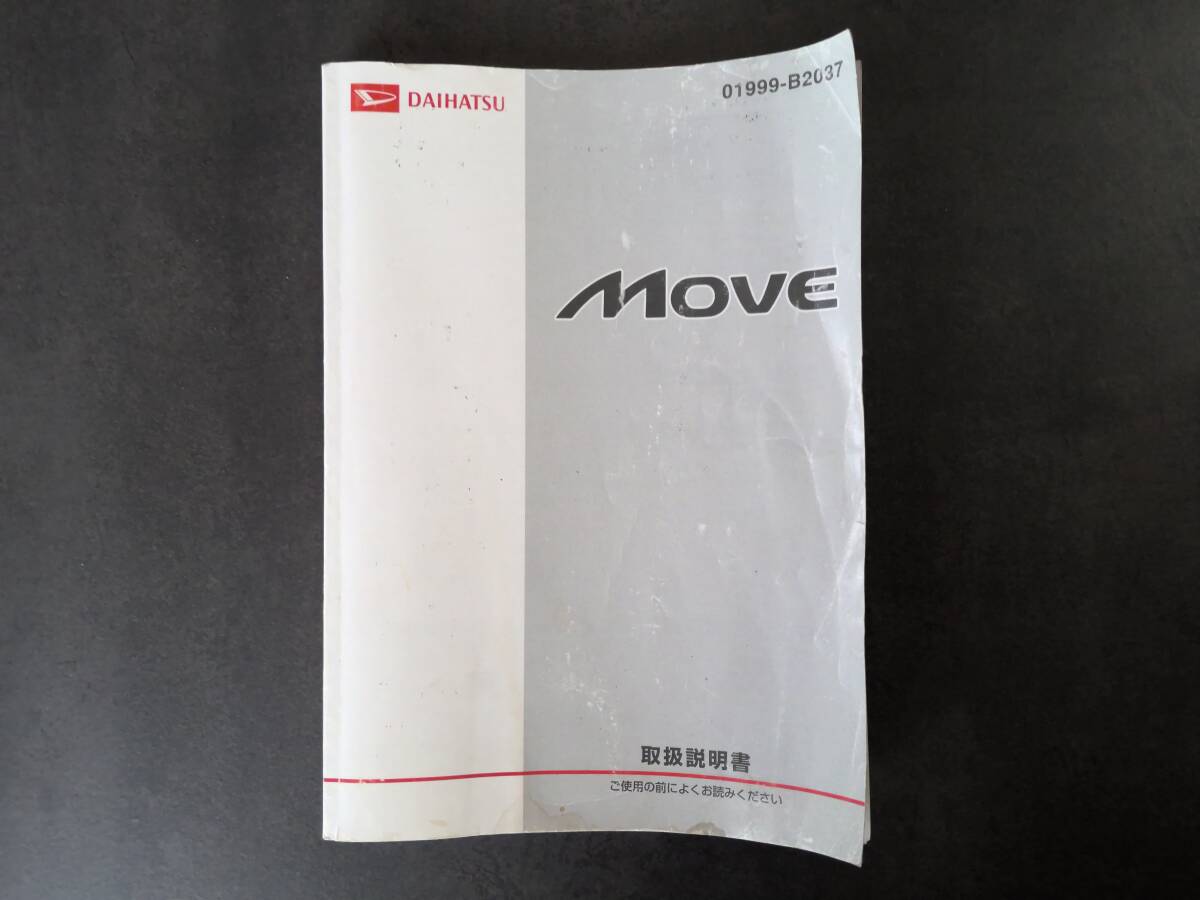 DAIHATSU
01999-B2037
MOVE
取扱説明書
ご使用の前によくお読みください